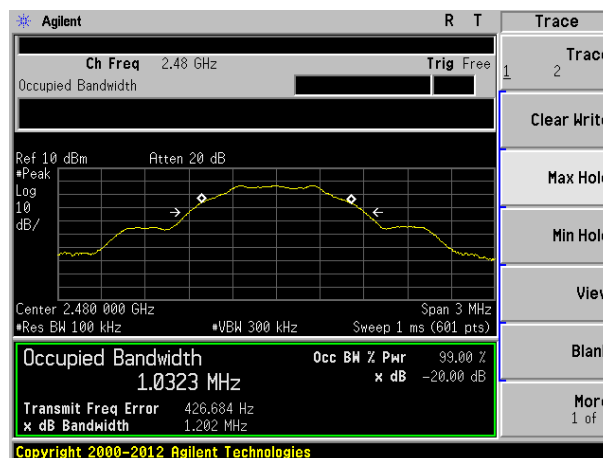 Agilent R T Trace
Ch Freq 2.48 GHz Trig Free
Occupied Bandwidth
Trace
1 2
Clear Write
Max Hold
Min Hold
View
Blank
More
1 of
Ref 10 dBm Atten 20 dB
#Peak
Log
10
dB/
Center 2.480 000 GHz Span 3 MHz
#Res BW 100 kHz #VBW 300 kHz Sweep 1 ms (601 pts)
Occupied Bandwidth Occ BW % Pwr 99.00 %
1.0323 MHz x dB -20.00 dB
Transmit Freq Error 426.684 Hz
x dB Bandwidth 1.202 MHz
Copyright 2000-2012 Agilent Technologies